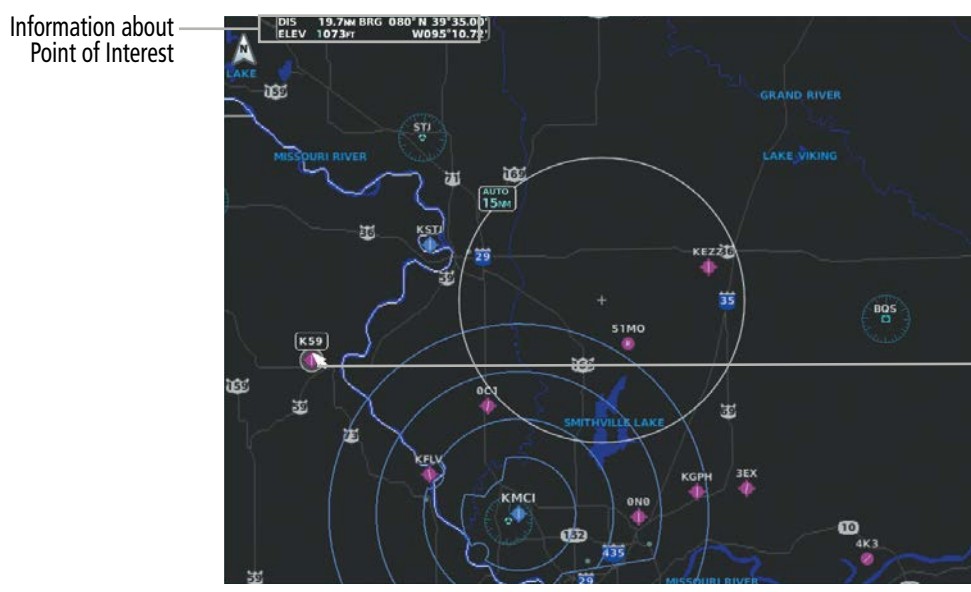 Information about
Point of Interest
DIS 19.7NM BRG 080° N 39°35.00'
ELEV 1073FT W095°10.72'
N
LAKE
159
GRAND RIVER
STJ
MISSOURI RIVER
LAKE VIKING
71
169
AUTO
15NM
36
KSTJ
29
KEZZ
36
59
35
BQS
51MO
K59
159
59
0C1
69
SMITHVILLE LAKE
73
KFLV
KMCI
KGPH
3EX
0N0
10
152
435
4K3
59
29
MISSOURI RIVER